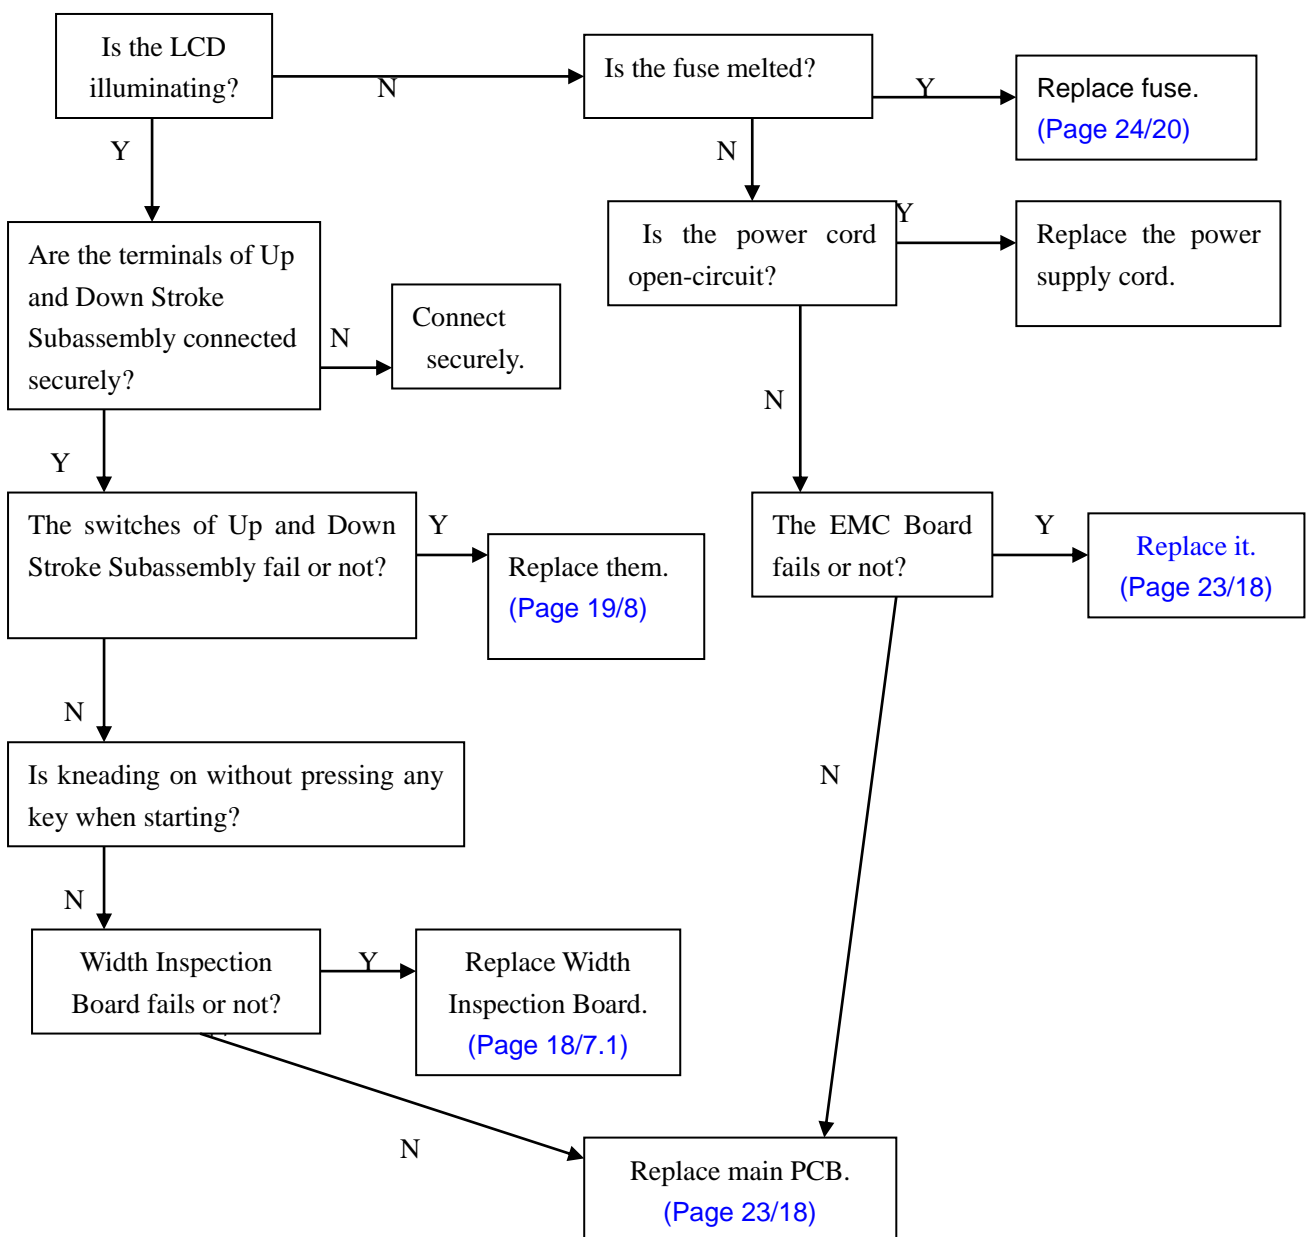 Is the LCD
illuminating?
N
Is the fuse melted?
Y
Replace fuse.
(Page 24/20)
Y
N
Are the terminals of Up
and Down Stroke
Subassembly connected
securely?
N
Connect
securely.
Is the power cord
open-circuit?
Y
Replace the power
supply cord.
Y
N
The switches of Up and Down
Stroke Subassembly fail or not?
Y
Replace them.
(Page 19/8)
The EMC Board
fails or not?
Y
Replace it.
(Page 23/18)
N
Is kneading on without pressing any
key when starting?
N
N
Width Inspection
Board fails or not?
Y
Replace Width
Inspection Board.
(Page 18/7.1)
N
Replace main PCB.
(Page 23/18)